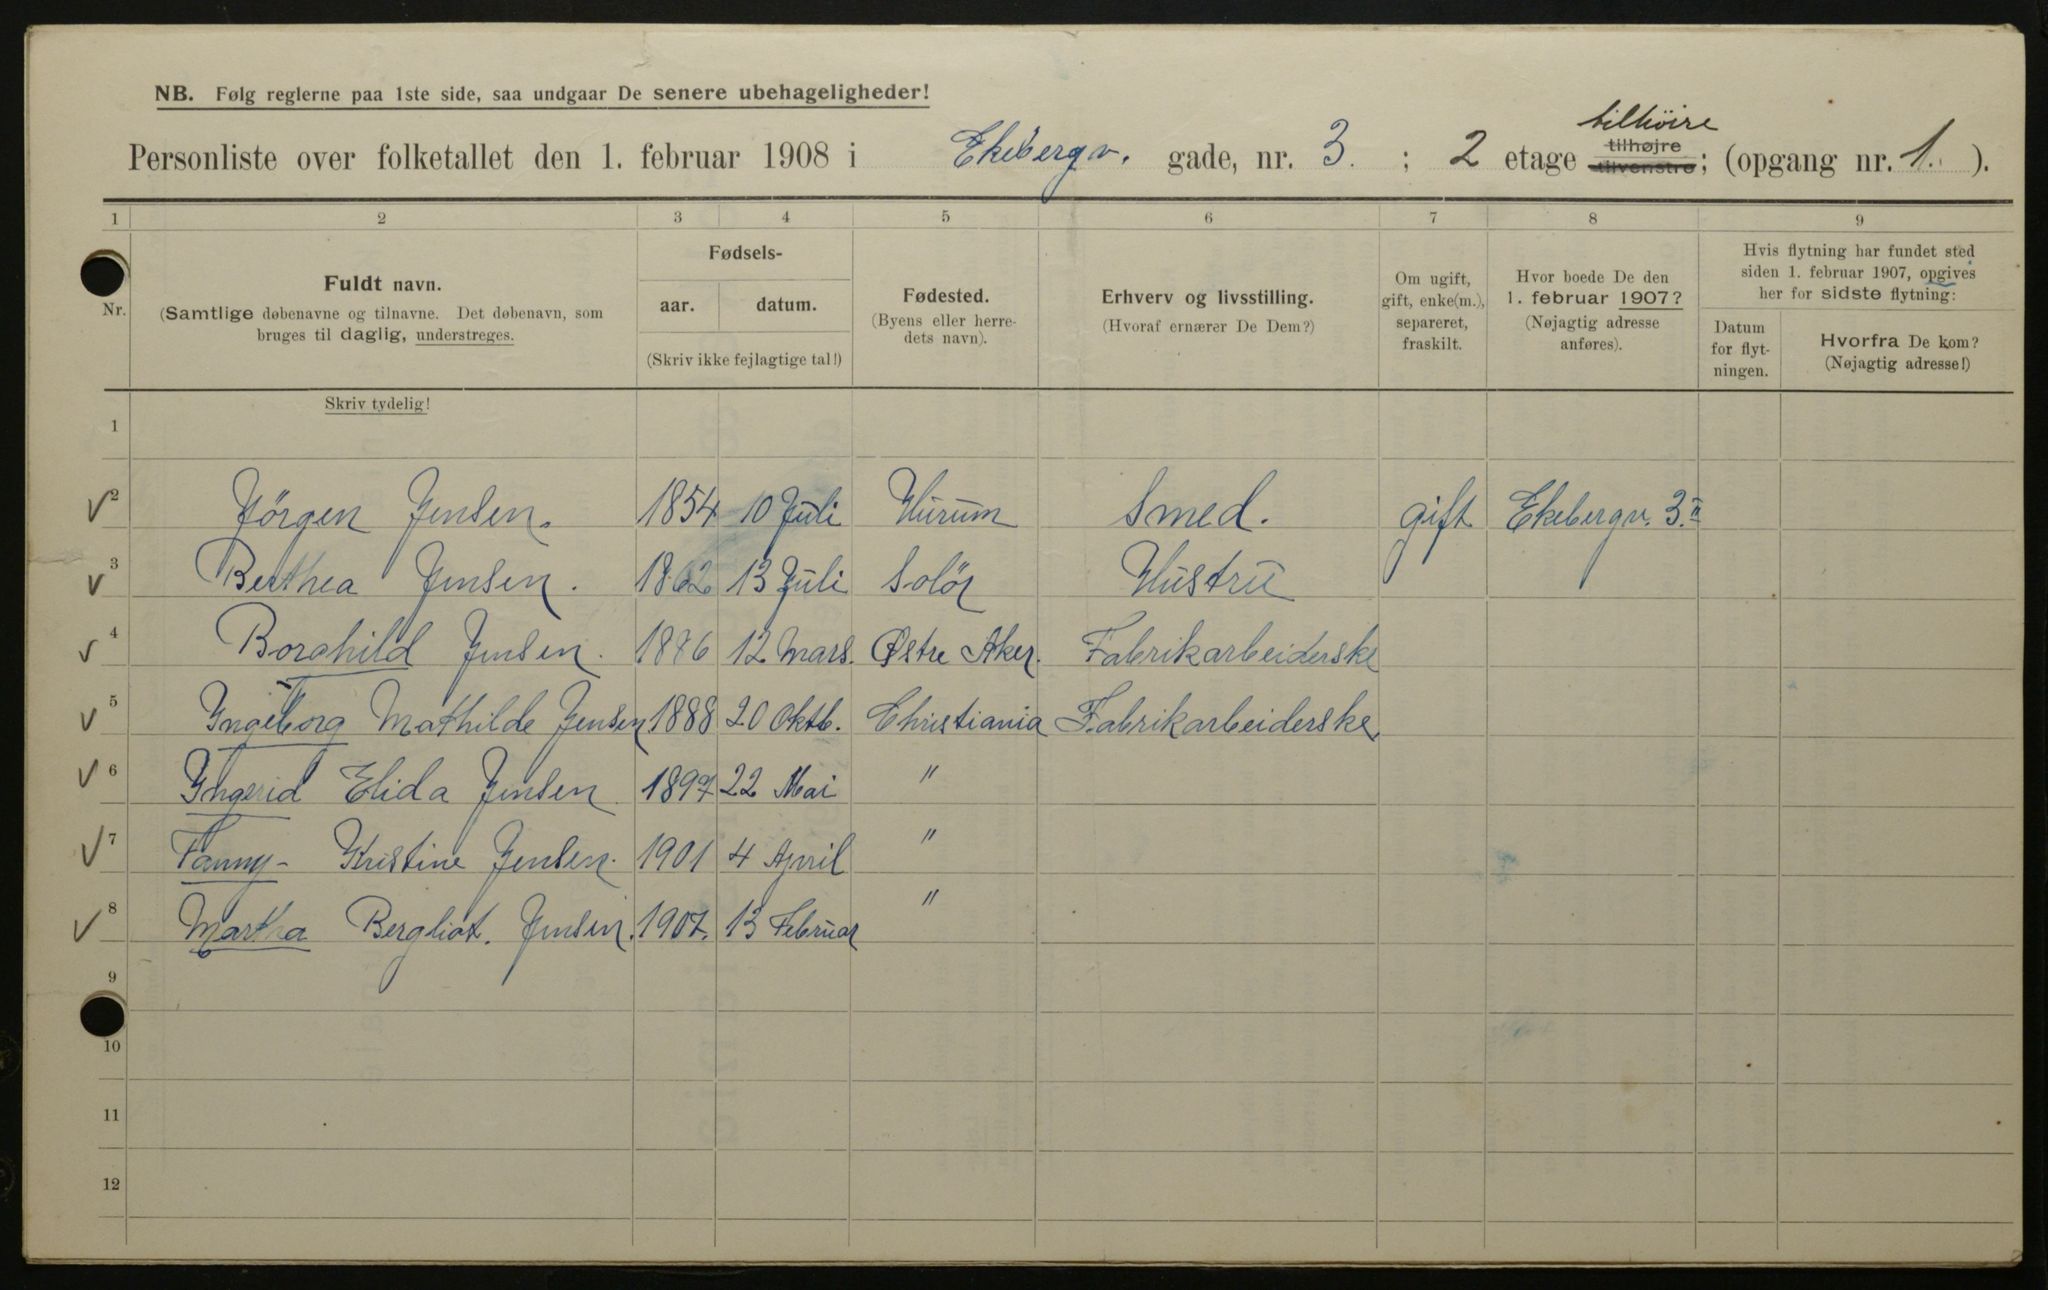 NB. Følg reglerne paa 1ste side, saa undgaar De senere ubehageligheder!
tilhöire
Personliste over folketallet den 1. februar 1908 i Ekebergv. gade, nr. 3. ; 2 etage tilhøjre tilvenstre; (opgang nr. 1. ).
1 2 3 4 5 6 7 8 9
Nr.
Fuldt navn.
(Samtlige døbenavne og tilnavne. Det døbenavn, som
bruges til daglig, understreges.
Fødsels-
aar. datum.
(Skriv ikke fejlagtige tal!)
Fødested.
(Byens eller herre-
dets navn).
Erhverv og livsstilling.
(Hvoraf ernærer De Dem?)
Om ugift,
gift, enke(m.),
separeret,
fraskilt.
Hvor boede De den
1. februar 1907?
(Nøjagtig adresse
anføres).
Hvis flytning har fundet sted
siden 1. februar 1907, opgives
her for sidste flytning:
Datum
for flyt-
ningen.
Hvorfra De kom?
(Nøjagtig adresse!)
Skriv tydelig!
1
2 Jørgen Jensen. 1854 10 Juli Hurum Smed. gift Ekebergv. 3. II
3 Berthea Jensen. 1862 13 Juli Solör Hustru
4 Borghild Jensen. 1886 12 Mars. Østre Aker. Fabrikarbeiderske
5 Ingeborg Mathilde Jensen 1888 20 Oktb. Christiania Fabrikarbeiderske
6 Ingerid Elida Jensen 1897 22 Mai "
7 Fanny- Kristine Jensen. 1901 4 April "
8 Martha Bergliot. Jensen. 1907. 13 Februar "
9
10
11
12